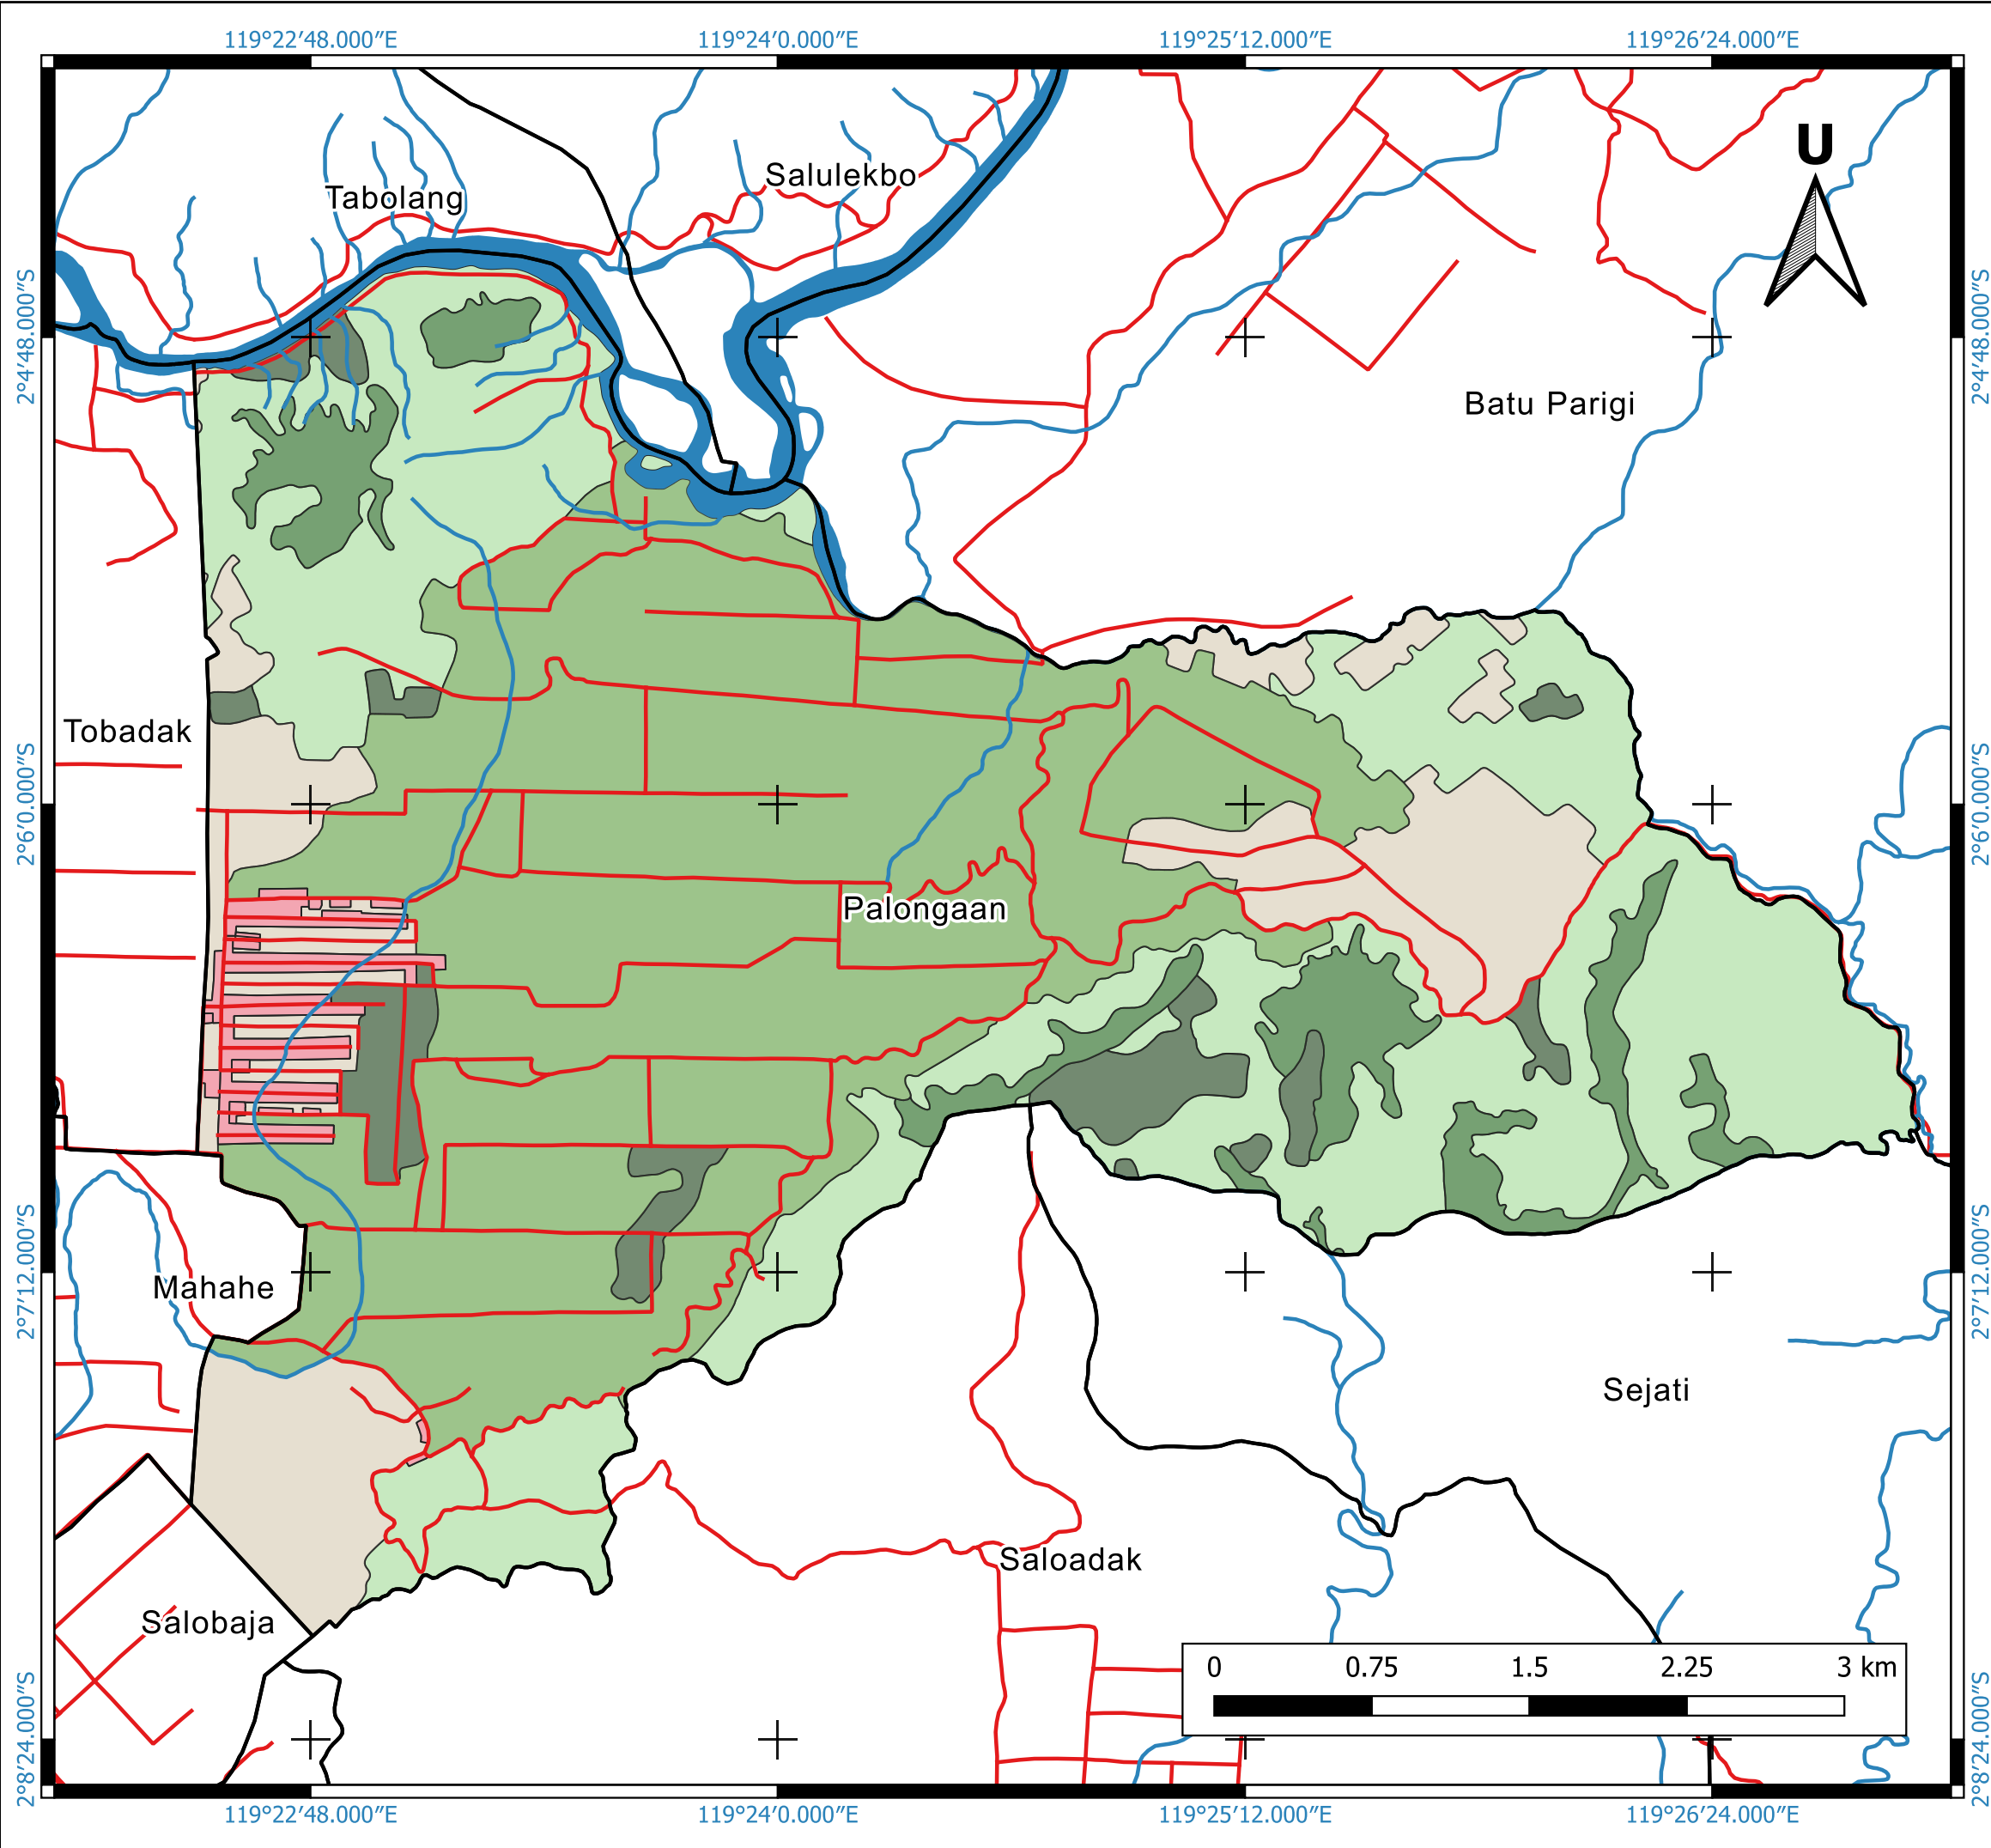 119°22′48.000″E 119°24′0.000″E 119°25′12.000″E 119°26′24.000″E
U
Salulekbo
Tabolang
2°4′48.000″S 2°4′48.000″S
Batu Parigi
Tobadak
2°6′0.000″S 2°6′0.000″S
Palongaan
2°7′12.000″S 2°7′12.000″S
Mahahe
Sejati
Saloadak
Salobaja
0 0.75 1.5 2.25 3 km
2°8′24.000″S 2°8′24.000″S
119°22′48.000″E 119°24′0.000″E 119°25′12.000″E 119°26′24.000″E